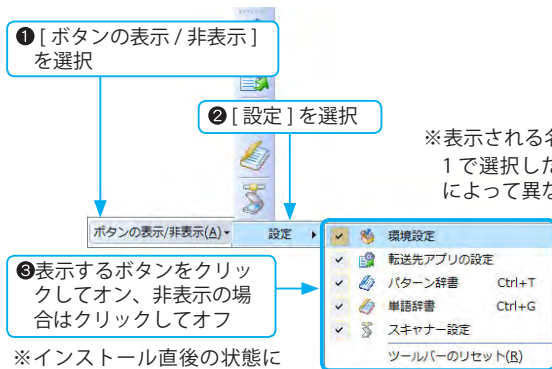 ❶[ ボタンの表示 / 非表示 ]
を選択
❷[ 設定 ] を選択
※表示される名
1 で選択した
によって異な
ボタンの表示/非表示(A)
設定
環境設定
転送先アプリの設定
パターン辞書 Ctrl+T
単語辞書 Ctrl+G
スキャナー設定
ツールバーのリセット(R)
❸表示するボタンをクリッ
クしてオン、非表示の場
合はクリックしてオフ
※インストール直後の状態に